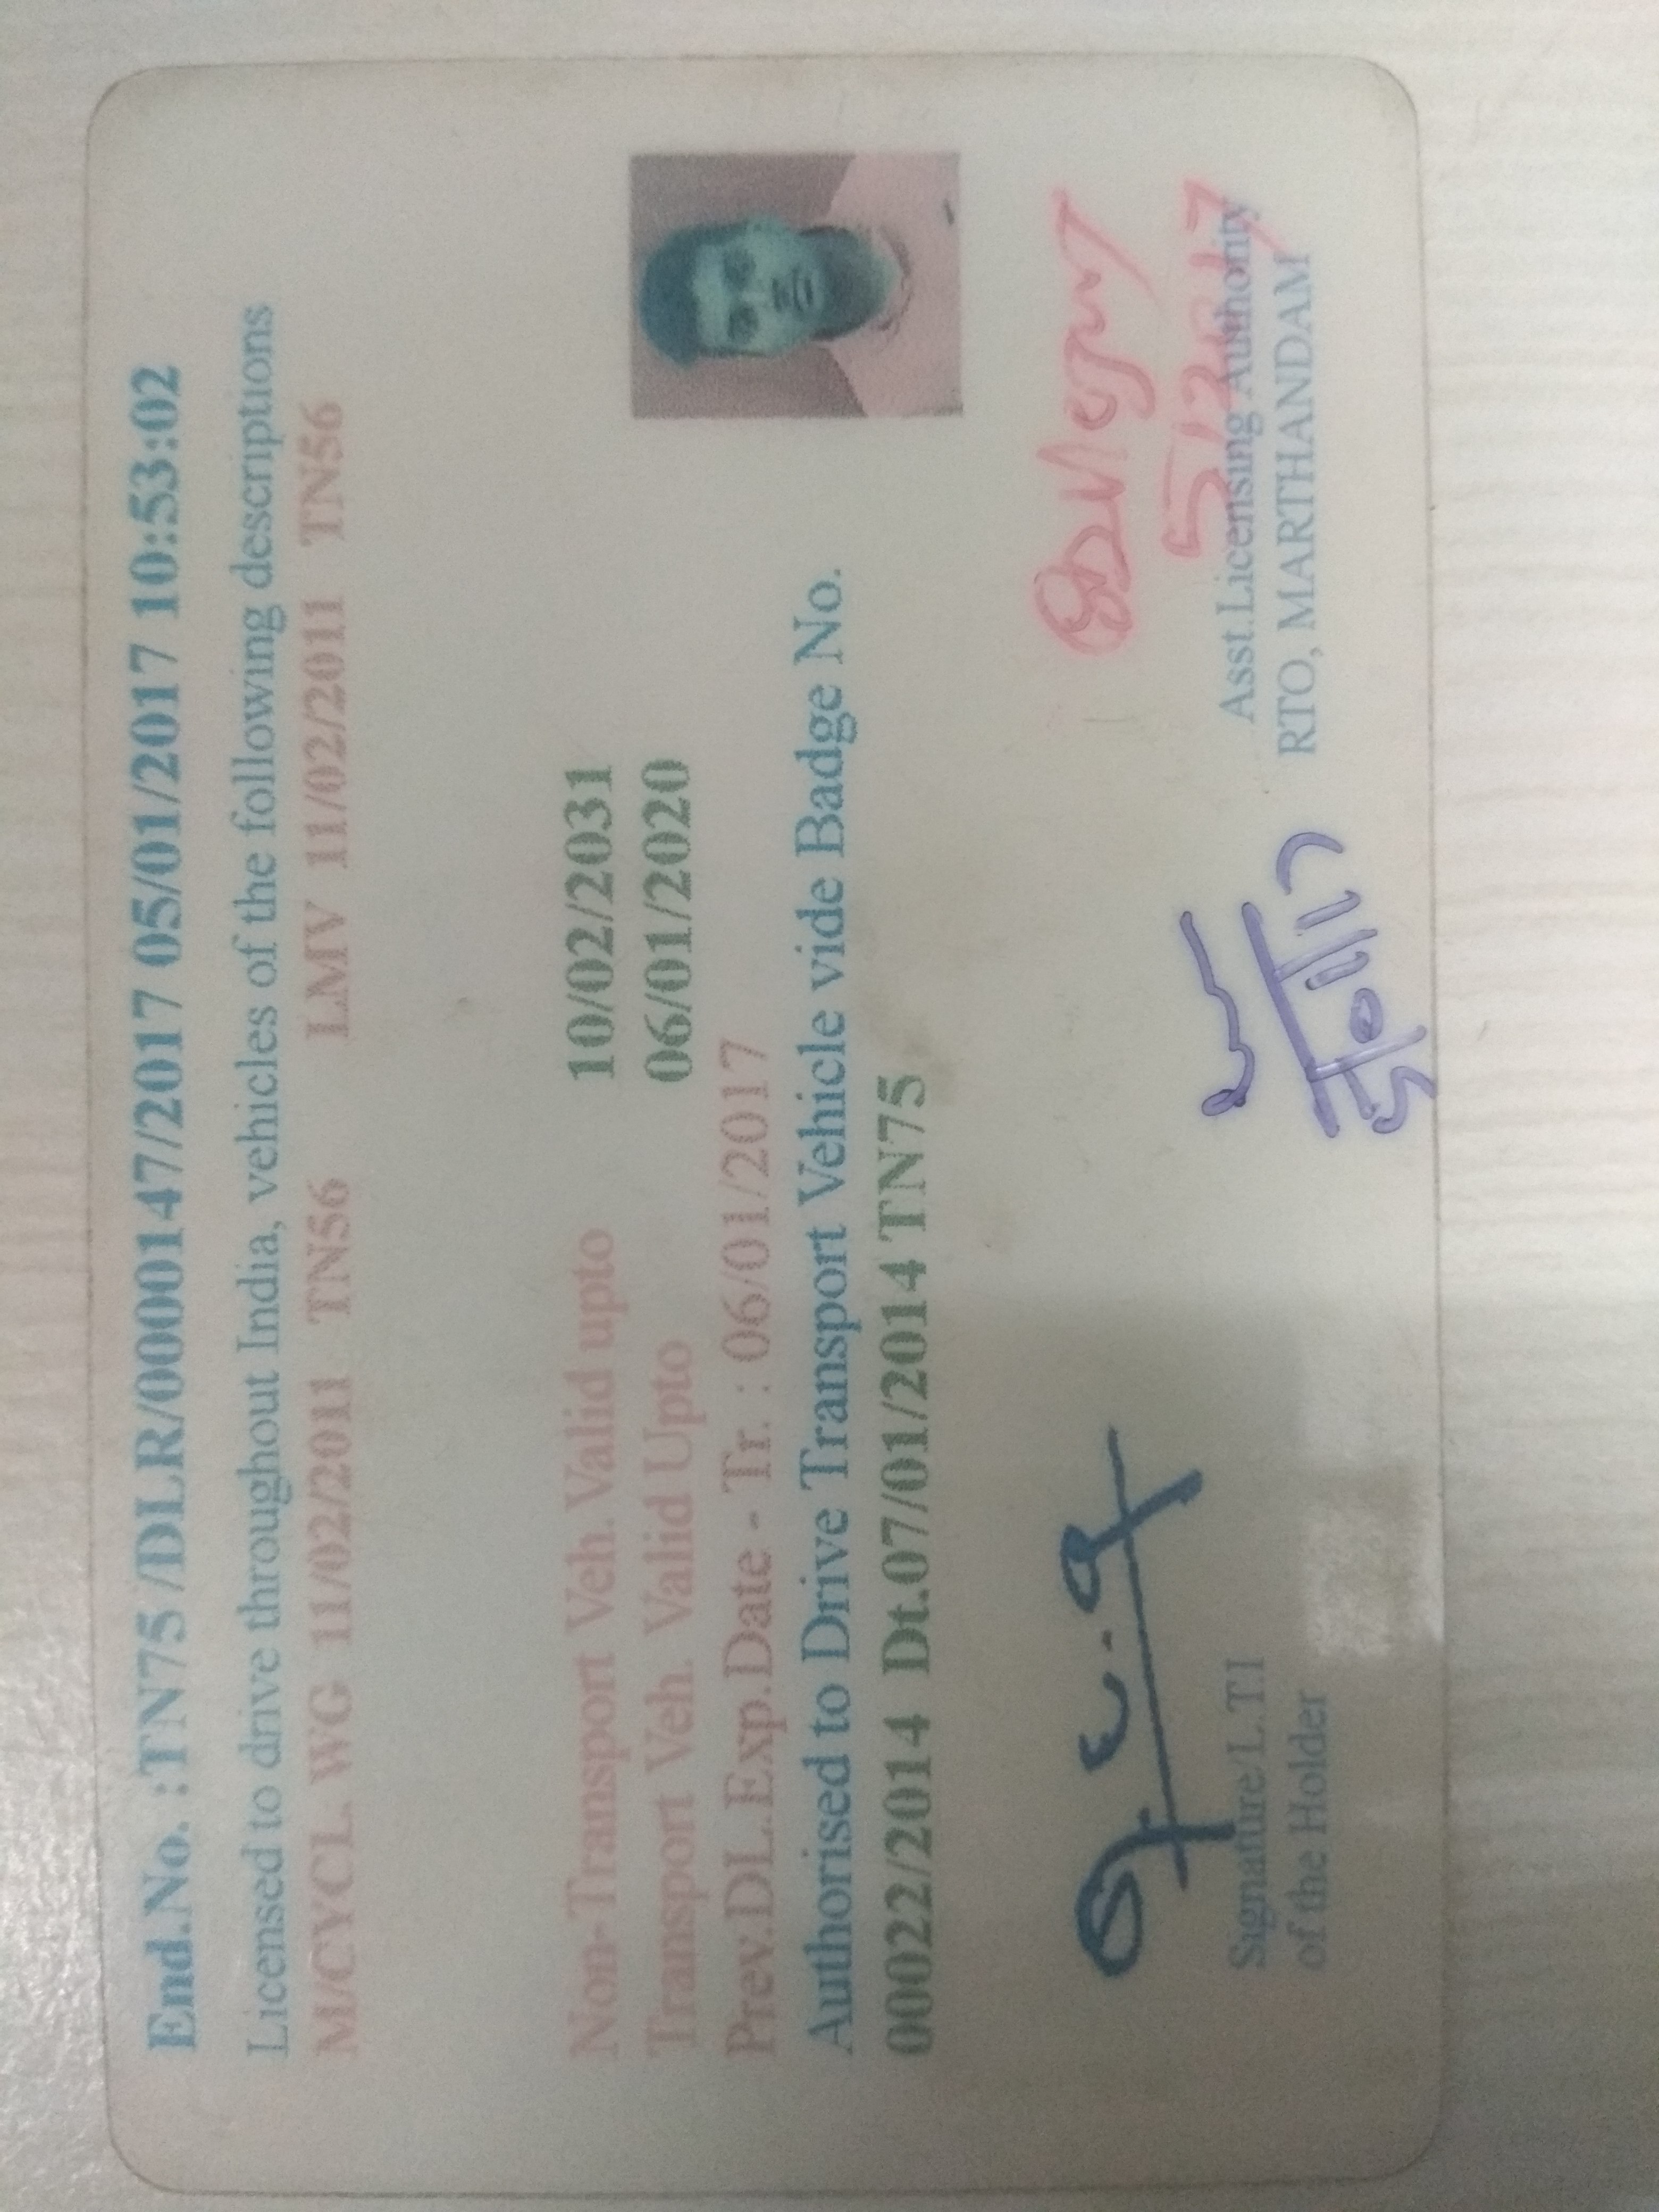 End.No. :TN75 /DLR/0000147/2017 05/01/2017 10:53:02
Licensed to drive throughout India, vehicles of the following descriptions
M/CYCL. WG 11/02/2011 TN56 LMV 11/02/2011 TN56
Non-Transport Veh. Valid upto 10/02/2031
Transport Veh. Valid Upto 06/01/2020
Prev.DL.Exp.Date - Tr. : 06/01/2017
Authorised to Drive Transport Vehicle vide Badge No.
00022/2014 Dt.07/01/2014 TN75
Signature/L.T.I
of the Holder
5/01/17
Asst.Licensing Authority
RTO, MARTHANDAM